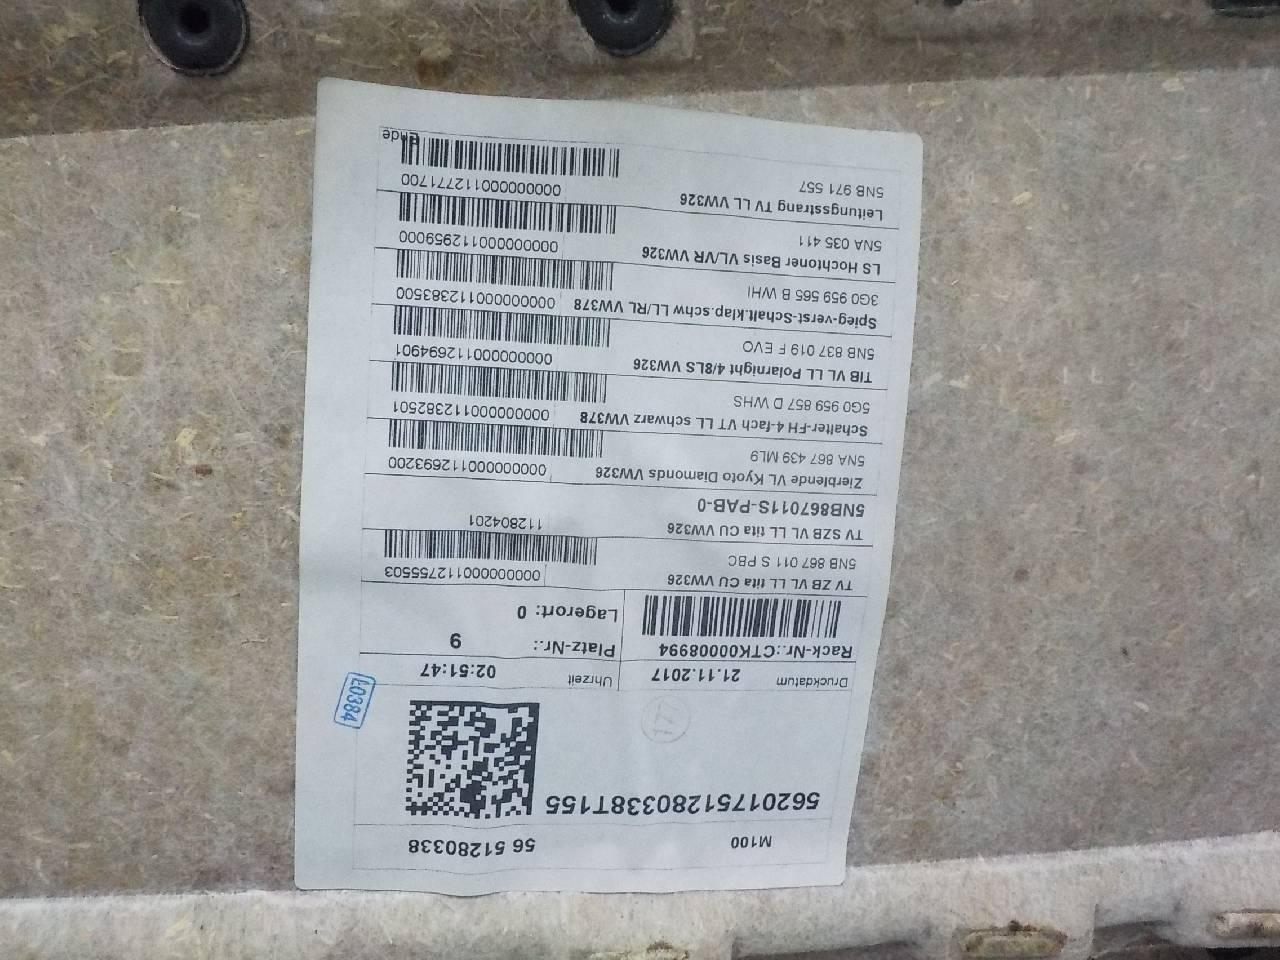 M100 56 51280338
56201751280338T155
177
L0384
Druckdatum 21.11.2017 Uhrzeit 02:51:47
Rack-Nr.:CTK00008994 Platz-Nr.: 9
Lagerort: 0
TV ZB VL LL tita CU VW326 000000000112755503
5NB 867 011 S PBC
TV SZB VL LL tita CU VW326 112804201
5NB867011S-PAB-0
Zierblende VL Kyoto Diamonds VW326 000000000112693200
5NA 867 439 ML9
Schalter-FH 4-fach VT LL schwarz VW378 000000000112382501
5G0 959 857 D WHS
TIB VL LL Polarnight 4/8LS VW326 000000000112694901
5NB 837 019 F EVO
Spieg-verst-Schalt.klap.schw LL/RL VW378 000000000112383500
3G0 959 565 B WHI
LS Hochtoner Basis VL/VR VW326 000000000112959000
5NA 035 411
Leitungsstrang TV LL VW326 000000000112771700
5NB 971 557
Ende